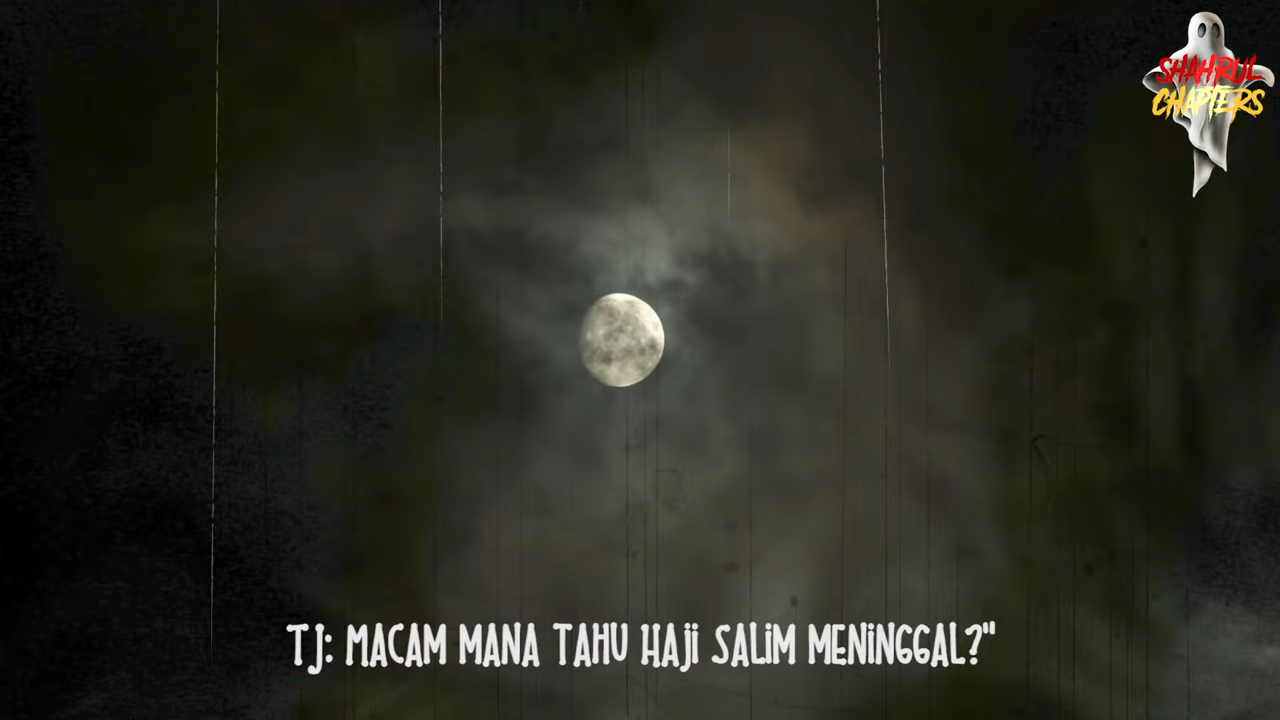 SHAHRUL
CHAPTERS
TJ: MACAM MANA TAHU HAJI SALIM MENINGGAL?"